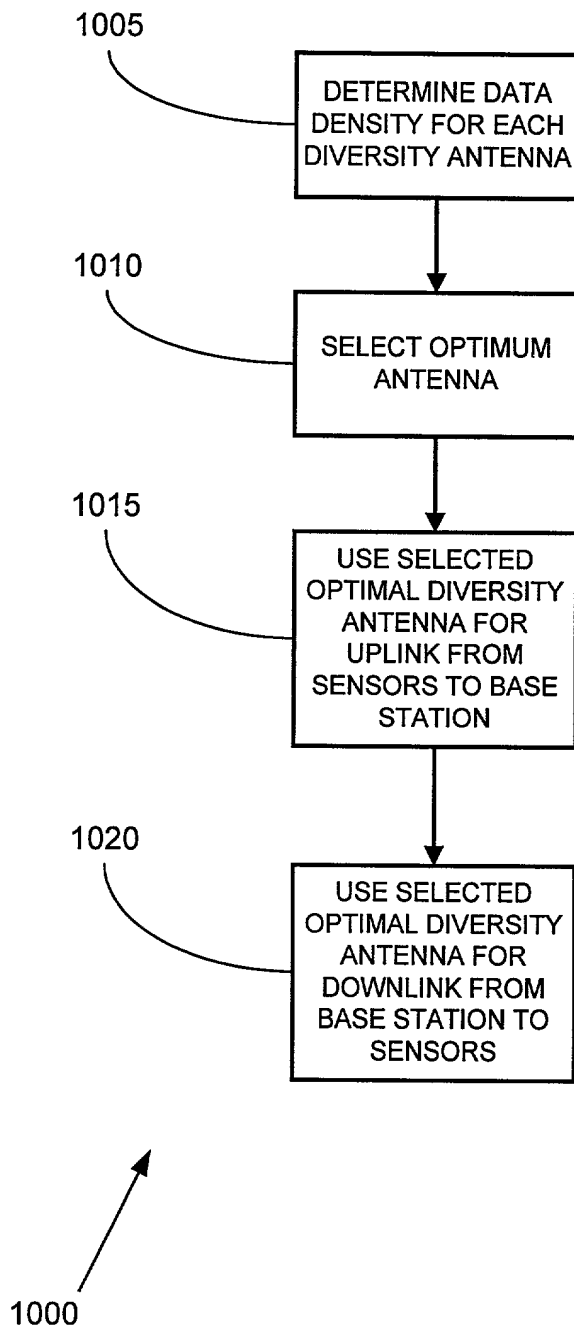 1005
DETERMINE DATA
DENSITY FOR EACH
DIVERSITY ANTENNA
1010
SELECT OPTIMUM
ANTENNA
1015
USE SELECTED
OPTIMAL DIVERSITY
ANTENNA FOR
UPLINK FROM
SENSORS TO BASE
STATION
1020
USE SELECTED
OPTIMAL DIVERSITY
ANTENNA FOR
DOWNLINK FROM
BASE STATION TO
SENSORS
1000